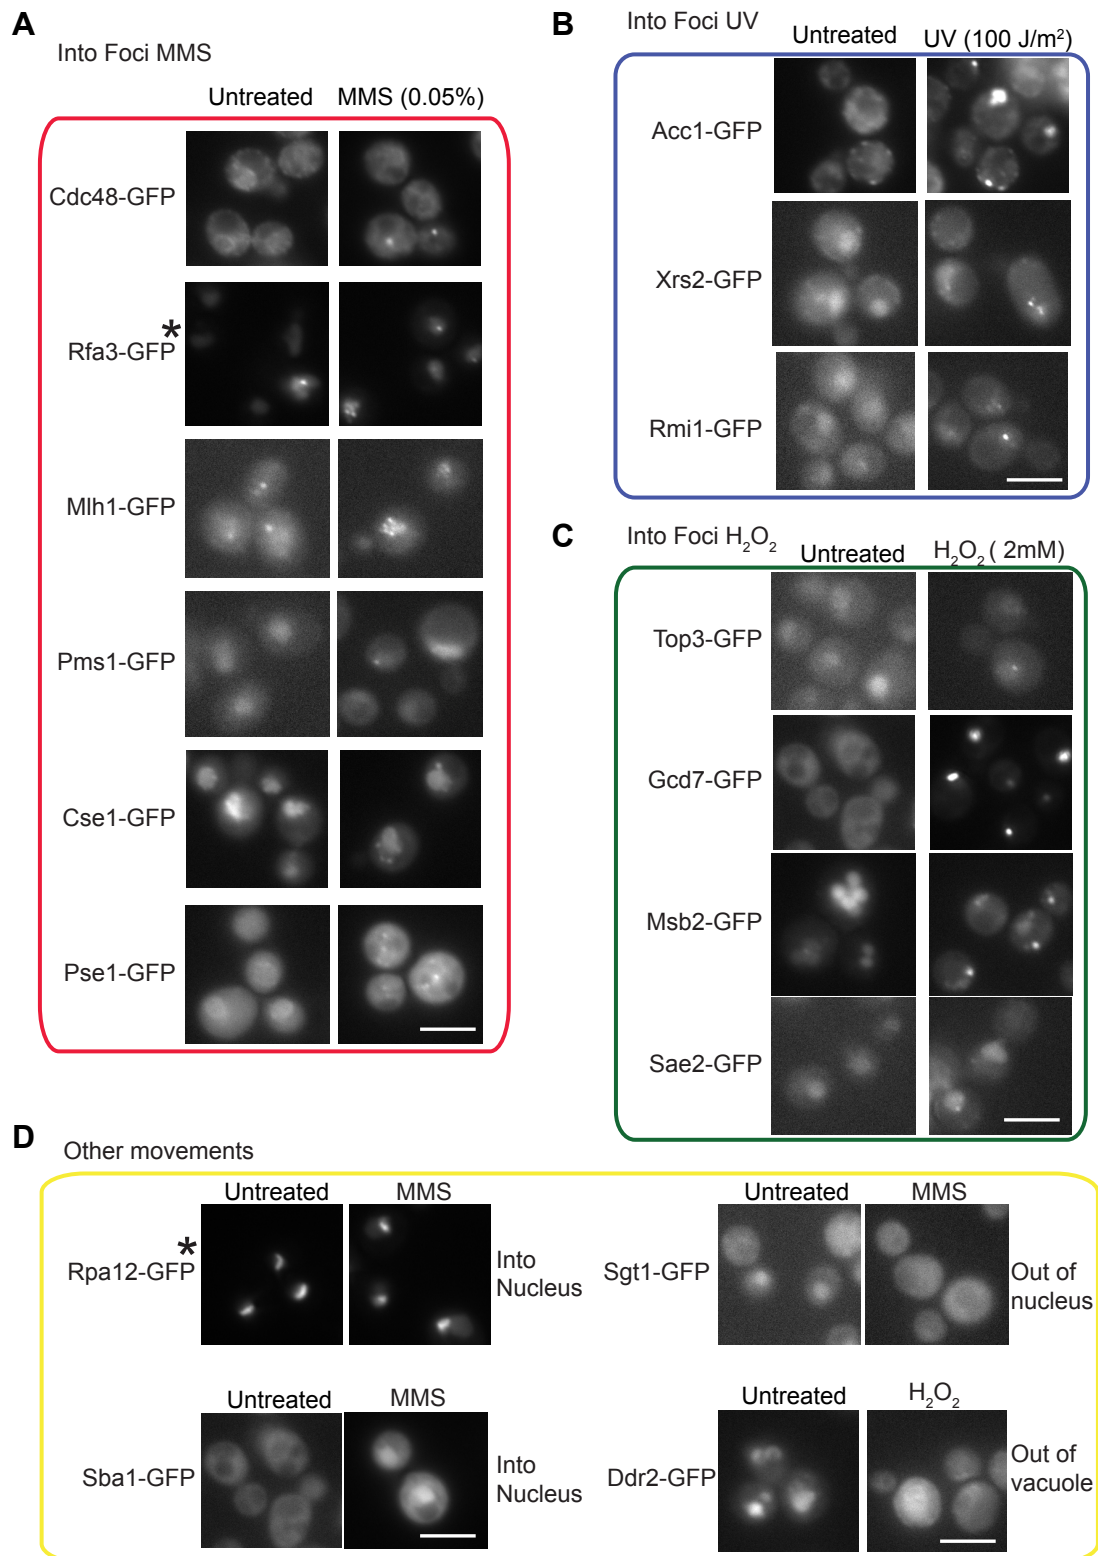 A
Into Foci MMS
Untreated MMS (0.05%)
Cdc48-GFP
*
Rfa3-GFP
Mlh1-GFP
Pms1-GFP
Cse1-GFP
Pse1-GFP
B
Into Foci UV
Untreated UV (100 J/m²)
Acc1-GFP
Xrs2-GFP
Rmi1-GFP
C
Into Foci H₂O₂
Untreated H₂O₂ ( 2mM)
Top3-GFP
Gcd7-GFP
Msb2-GFP
Sae2-GFP
D
Other movements
Untreated MMS
*
Rpa12-GFP
Into
Nucleus
Untreated MMS
Sgt1-GFP
Out of
nucleus
Untreated MMS
Sba1-GFP
Into
Nucleus
Untreated H₂O₂
Ddr2-GFP
Out of
vacuole